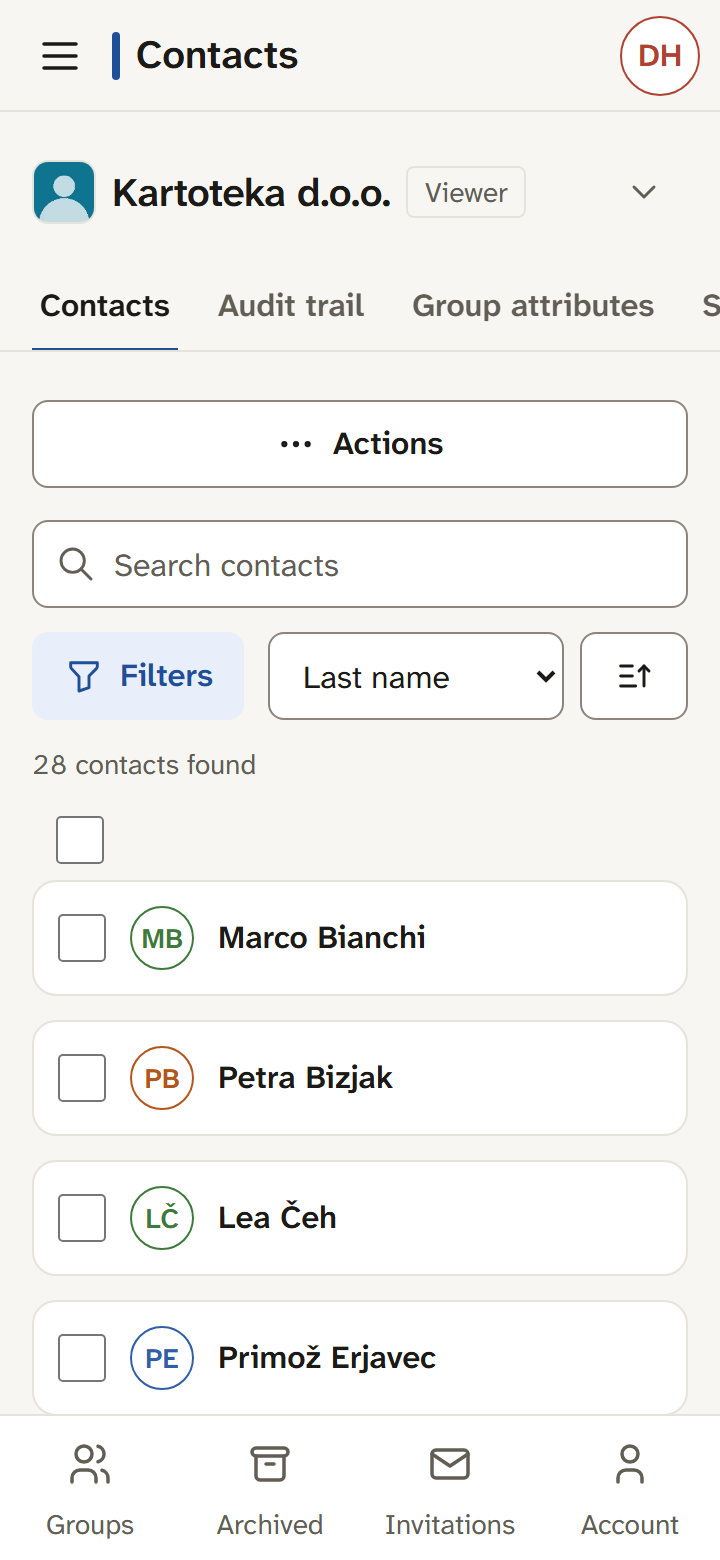 Contacts
DH
Kartoteka d.o.o.
Viewer
Contacts
Audit trail
Group attributes
S
Actions
Search contacts
Filters
Last name
28 contacts found
MB
Marco Bianchi
PB
Petra Bizjak
LČ
Lea Čeh
PE
Primož Erjavec
Groups
Archived
Invitations
Account